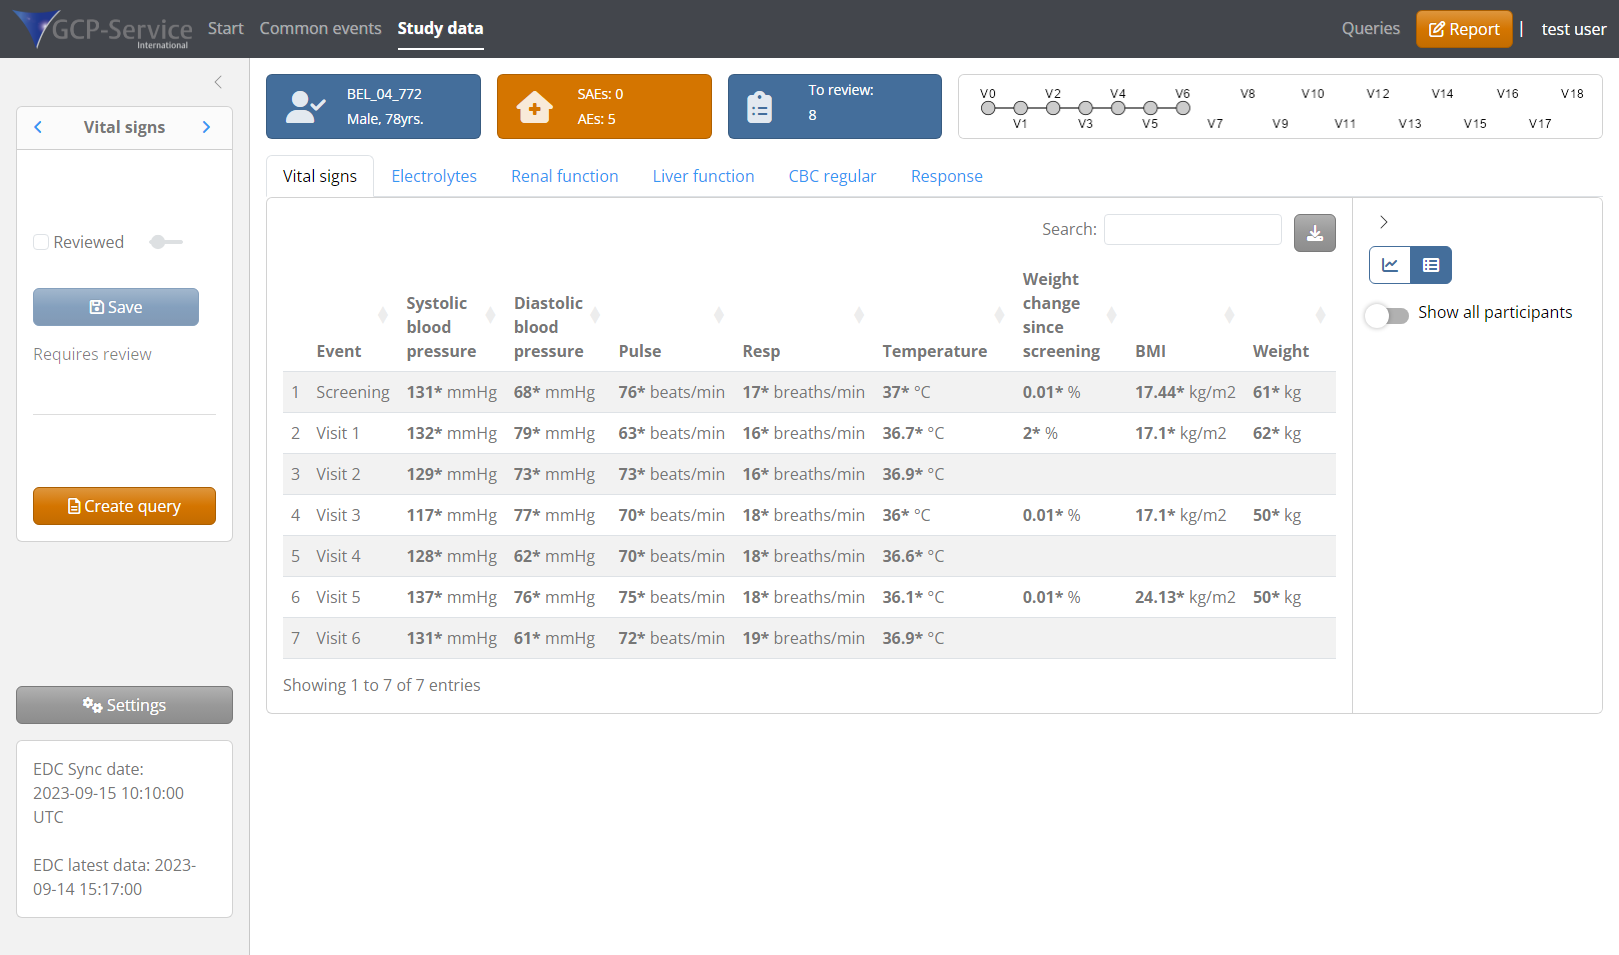 GCP-Service
International
Start Common events Study data
Queries Report | test user
Vital signs
Reviewed
Save
Requires review
Create query
Settings
EDC Sync date:
2023-09-15 10:10:00
UTC
EDC latest data: 2023-
09-14 15:17:00
BEL_04_772
Male, 78yrs.
SAEs: 0
AEs: 5
To review:
8
V0 V2 V4 V6 V8 V10 V12 V14 V16 V18
V1 V3 V5 V7 V9 V11 V13 V15 V17
Vital signs Electrolytes Renal function Liver function CBC regular Response
Search:
Event
Systolic
blood
pressure
Diastolic
blood
pressure
Pulse
Resp
Temperature
Weight
change
since
screening
BMI
Weight
1 Screening 131* mmHg 68* mmHg 76* beats/min 17* breaths/min 37* °C 0.01* % 17.44* kg/m2 61* kg
2 Visit 1 132* mmHg 79* mmHg 63* beats/min 16* breaths/min 36.7* °C 2* % 17.1* kg/m2 62* kg
3 Visit 2 129* mmHg 73* mmHg 73* beats/min 16* breaths/min 36.9* °C
4 Visit 3 117* mmHg 77* mmHg 70* beats/min 18* breaths/min 36* °C 0.01* % 17.1* kg/m2 50* kg
5 Visit 4 128* mmHg 62* mmHg 70* beats/min 18* breaths/min 36.6* °C
6 Visit 5 137* mmHg 76* mmHg 75* beats/min 18* breaths/min 36.1* °C 0.01* % 24.13* kg/m2 50* kg
7 Visit 6 131* mmHg 61* mmHg 72* beats/min 19* breaths/min 36.9* °C
Showing 1 to 7 of 7 entries
Show all participants